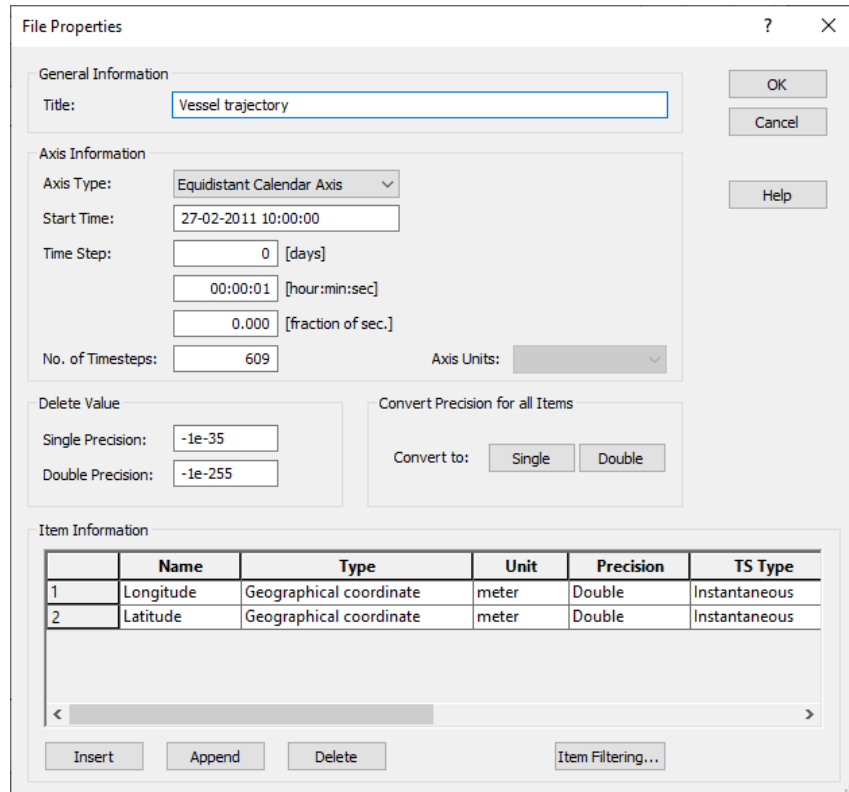 File Properties ? ×
General Information
Title: Vessel trajectory
OK
Cancel
Help
Axis Information
Axis Type: Equidistant Calendar Axis
Start Time: 27-02-2011 10:00:00
Time Step: 0 [days]
00:00:01 [hour:min:sec]
0.000 [fraction of sec.]
No. of Timesteps: 609 Axis Units:
Delete Value
Single Precision: -1e-35
Double Precision: -1e-255
Convert Precision for all Items
Convert to: Single Double
Item Information
Name Type Unit Precision TS Type
1 Longitude Geographical coordinate meter Double Instantaneous
2 Latitude Geographical coordinate meter Double Instantaneous
Insert Append Delete Item Filtering...